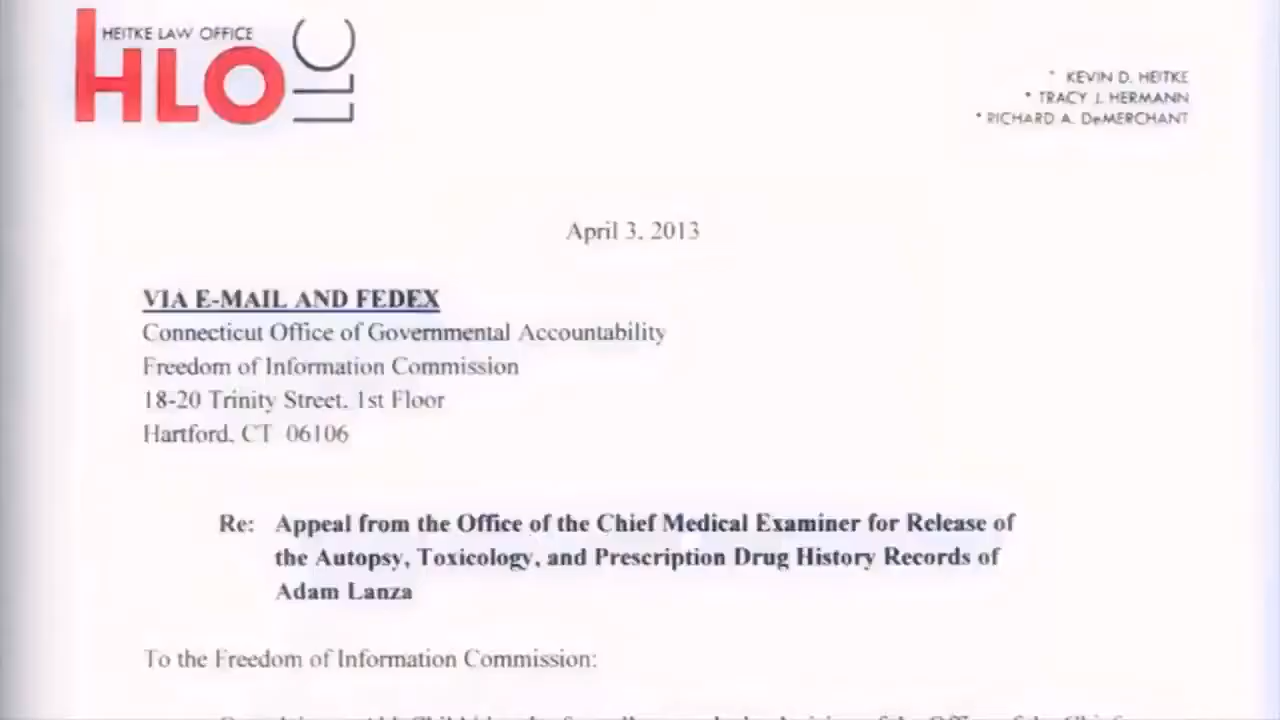 HEITKE LAW OFFICE
HLO
LLC
* KEVIN D. HEITKE
* TRACY J. HERMANN
* RICHARD A. DeMERCHANT
April 3, 2013
VIA E-MAIL AND FEDEX
Connecticut Office of Governmental Accountability
Freedom of Information Commission
18-20 Trinity Street, 1st Floor
Hartford, CT 06106
Re: Appeal from the Office of the Chief Medical Examiner for Release of
the Autopsy, Toxicology, and Prescription Drug History Records of
Adam Lanza
To the Freedom of Information Commission: